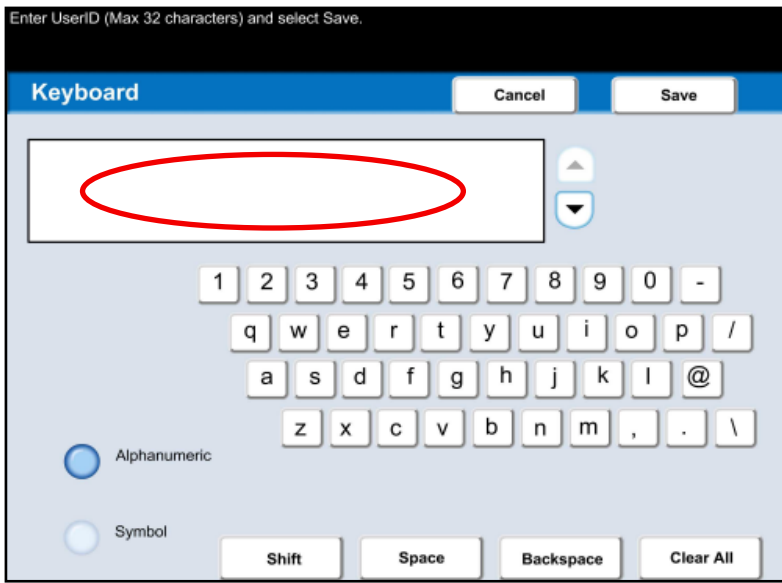 Enter UserID (Max 32 characters) and select Save.
Keyboard Cancel Save
1 2 3 4 5 6 7 8 9 0 -
q w e r t y u i o p /
a s d f g h j k l @
z x c v b n m , . \
Alphanumeric
Symbol
Shift Space Backspace Clear All